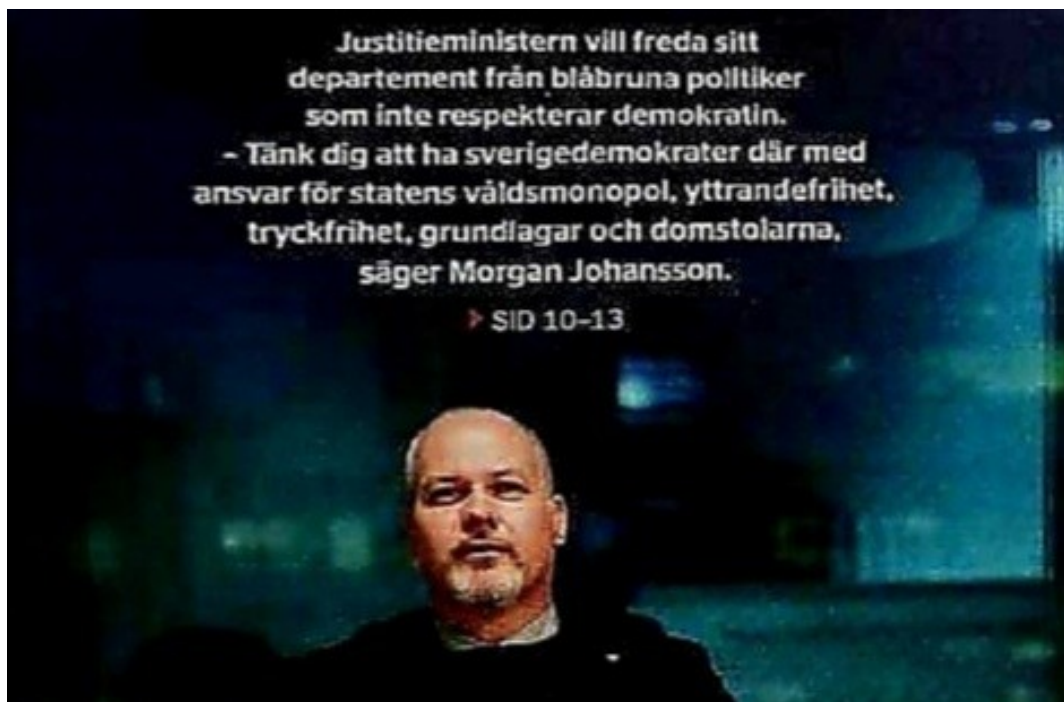 Justitieministern vill freda sitt
departement från blåbruna politiker
som inte respekterar demokratin.
– Tänk dig att ha sverigedemokrater där med
ansvar för statens våldsmonopol, yttrandefrihet,
tryckfrihet, grundlagar och domstolarna,
säger Morgan Johansson.
SID 10–13